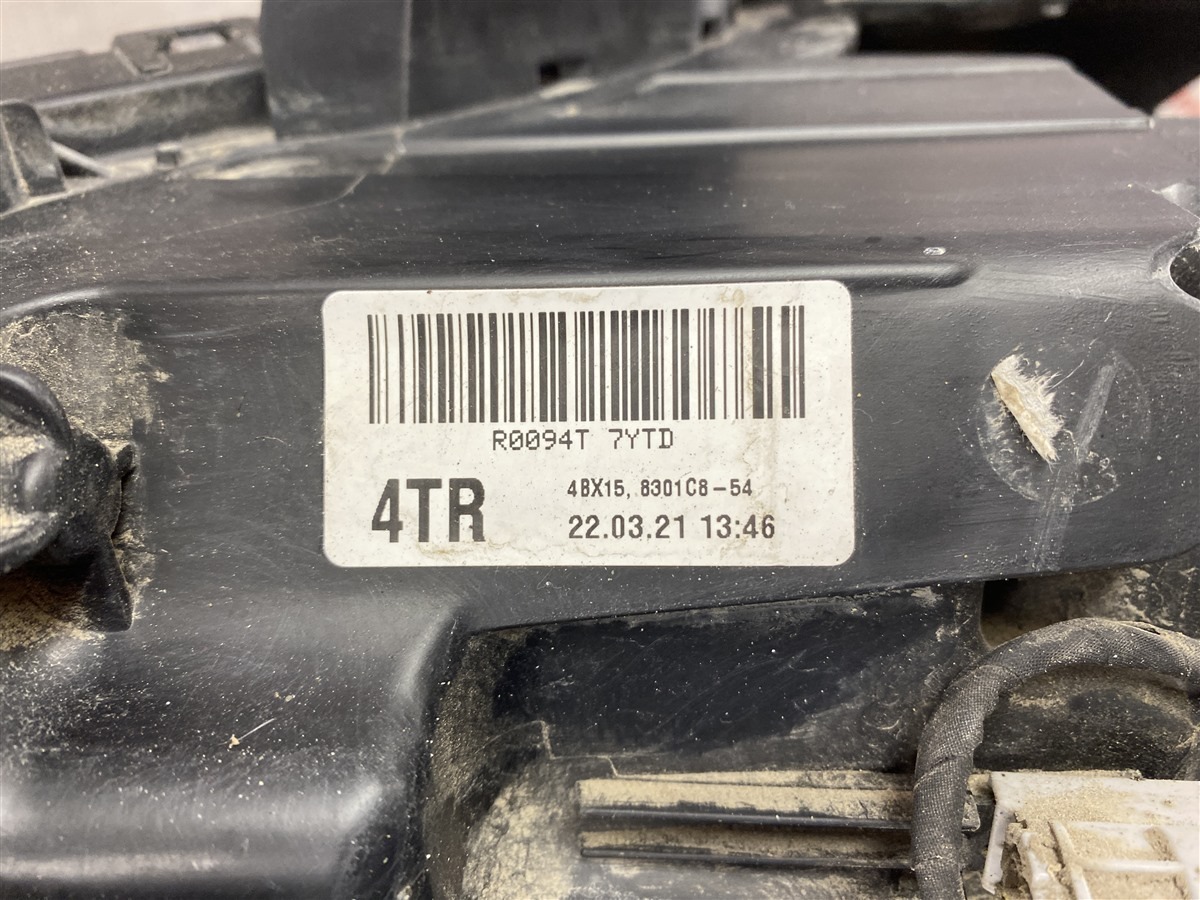 R0094T 7YTD
4TR
4BX15, 8301C8-54
22.03.21 13:46